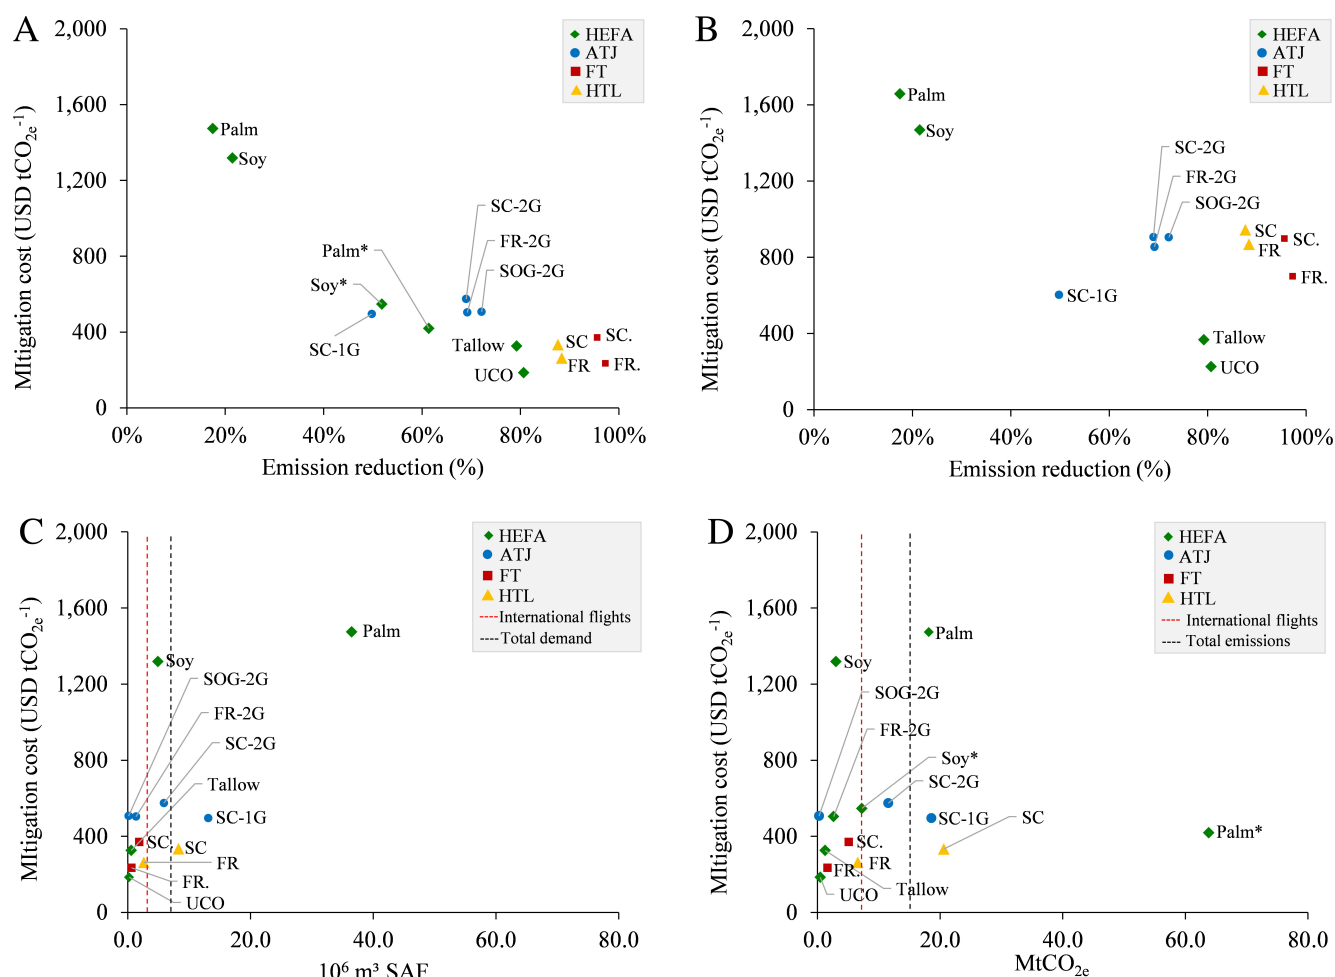 A
MItigation cost (USD tCO2e-1)
2,000
1,600
1,200
800
400
0
0%
20%
40%
60%
80%
100%
Emission reduction (%)
HEFA
ATJ
FT
HTL
Palm
Soy
SC-2G
FR-2G
SOG-2G
Palm*
Soy*
SC-1G
Tallow
UCO
SC
FR
SC.
FR.
B
MItigation cost (USD tCO2e-1)
2,000
1,600
1,200
800
400
0
0%
20%
40%
60%
80%
100%
Emission reduction (%)
HEFA
ATJ
FT
HTL
Palm
Soy
SC-2G
FR-2G
SOG-2G
SC
SC.
FR
FR.
SC-1G
Tallow
UCO
C
MItigation cost (USD tCO2e-1)
2,000
1,600
1,200
800
400
0
0.0
20.0
40.0
60.0
80.0
10⁶ m³ SAF
HEFA
ATJ
FT
HTL
International flights
Total demand
Palm
Soy
SOG-2G
FR-2G
SC-2G
Tallow
SC-1G
SC.
SC
FR
FR.
UCO
D
MItigation cost (USD tCO2e-1)
2,000
1,600
1,200
800
400
0
0.0
20.0
40.0
60.0
80.0
MtCO2e
HEFA
ATJ
FT
HTL
International flights
Total emissions
Palm
Soy
SOG-2G
FR-2G
Soy*
SC-2G
SC-1G
SC
Palm*
SC.
FR
FR.
Tallow
UCO